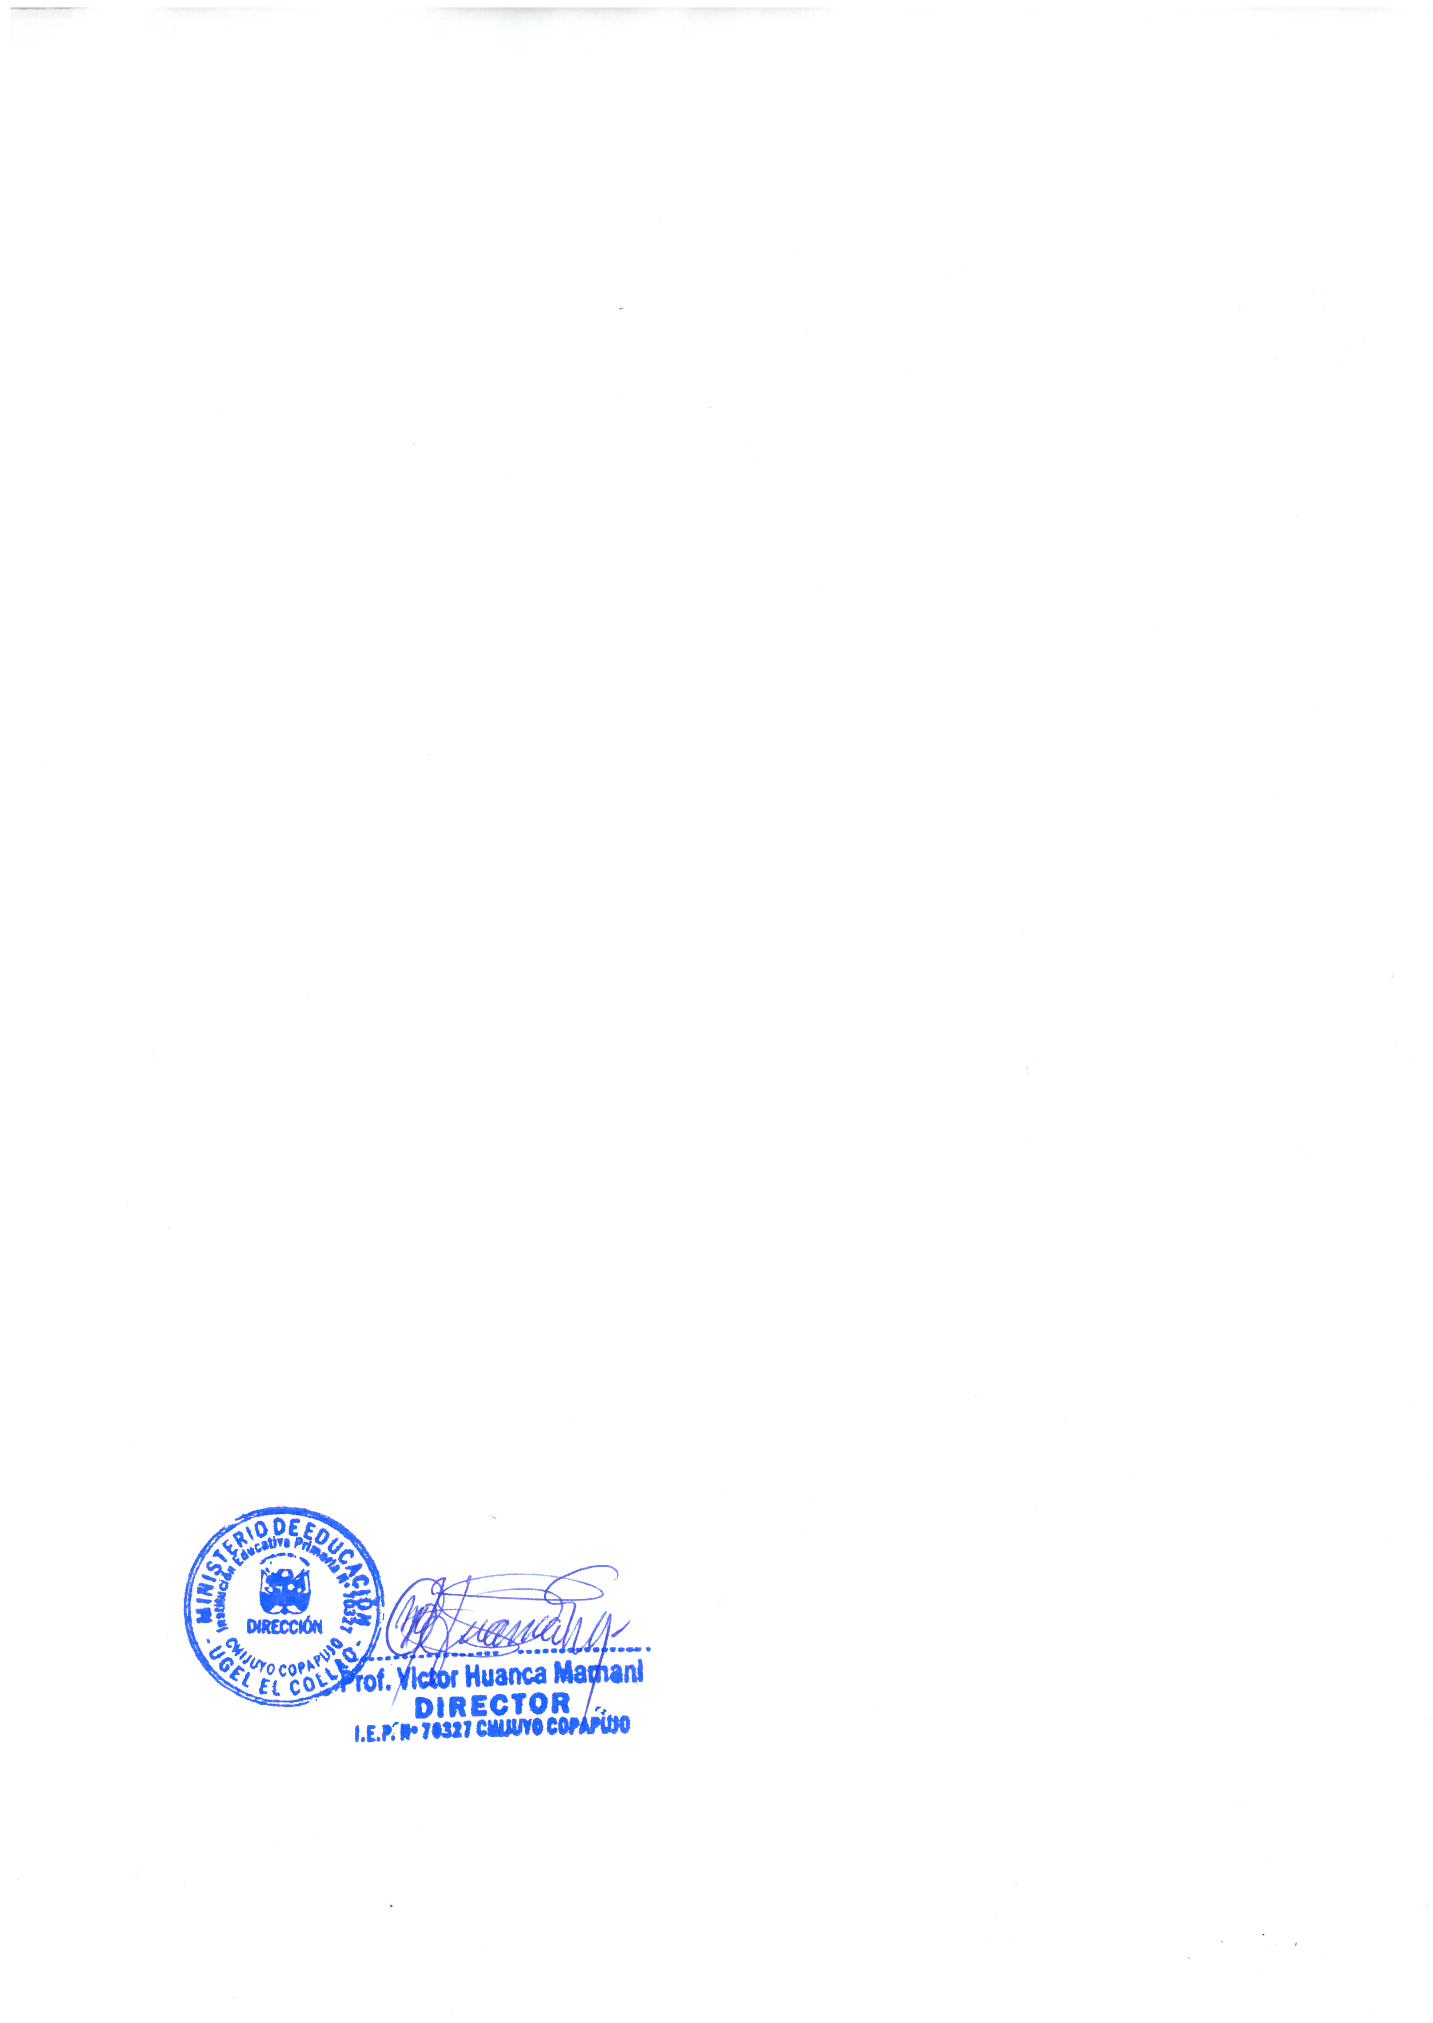 MINISTERIO DE EDUCACIÓN
Institución Educativa Primaria N° 70327
DIRECCIÓN
CHIJUYO COPAPUJO
- UGEL EL COLLAO -
Prof. Victor Huanca Mamani
DIRECTOR
I.E.P. Nº 70327 CHIJUYO COPAPUJO